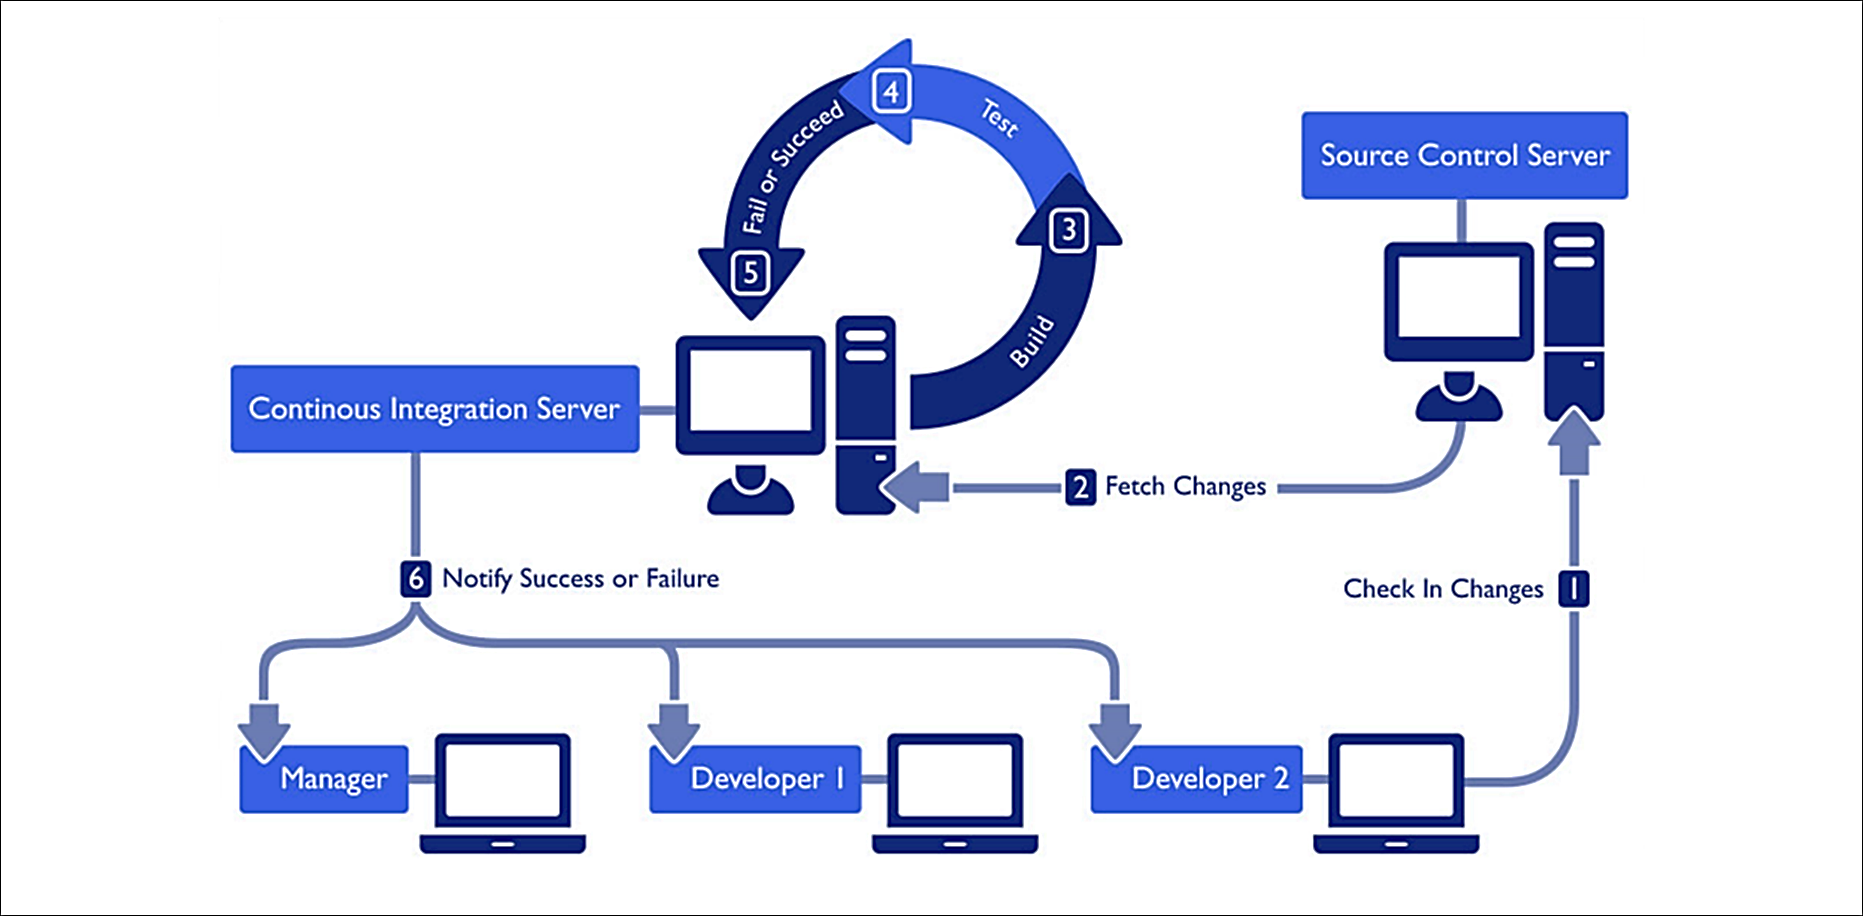 4
Test
Fail or Succeed
3
5
Build
Source Control Server
Continous Integration Server
2 Fetch Changes
6 Notify Success or Failure
Check In Changes 1
Manager
Developer 1
Developer 2